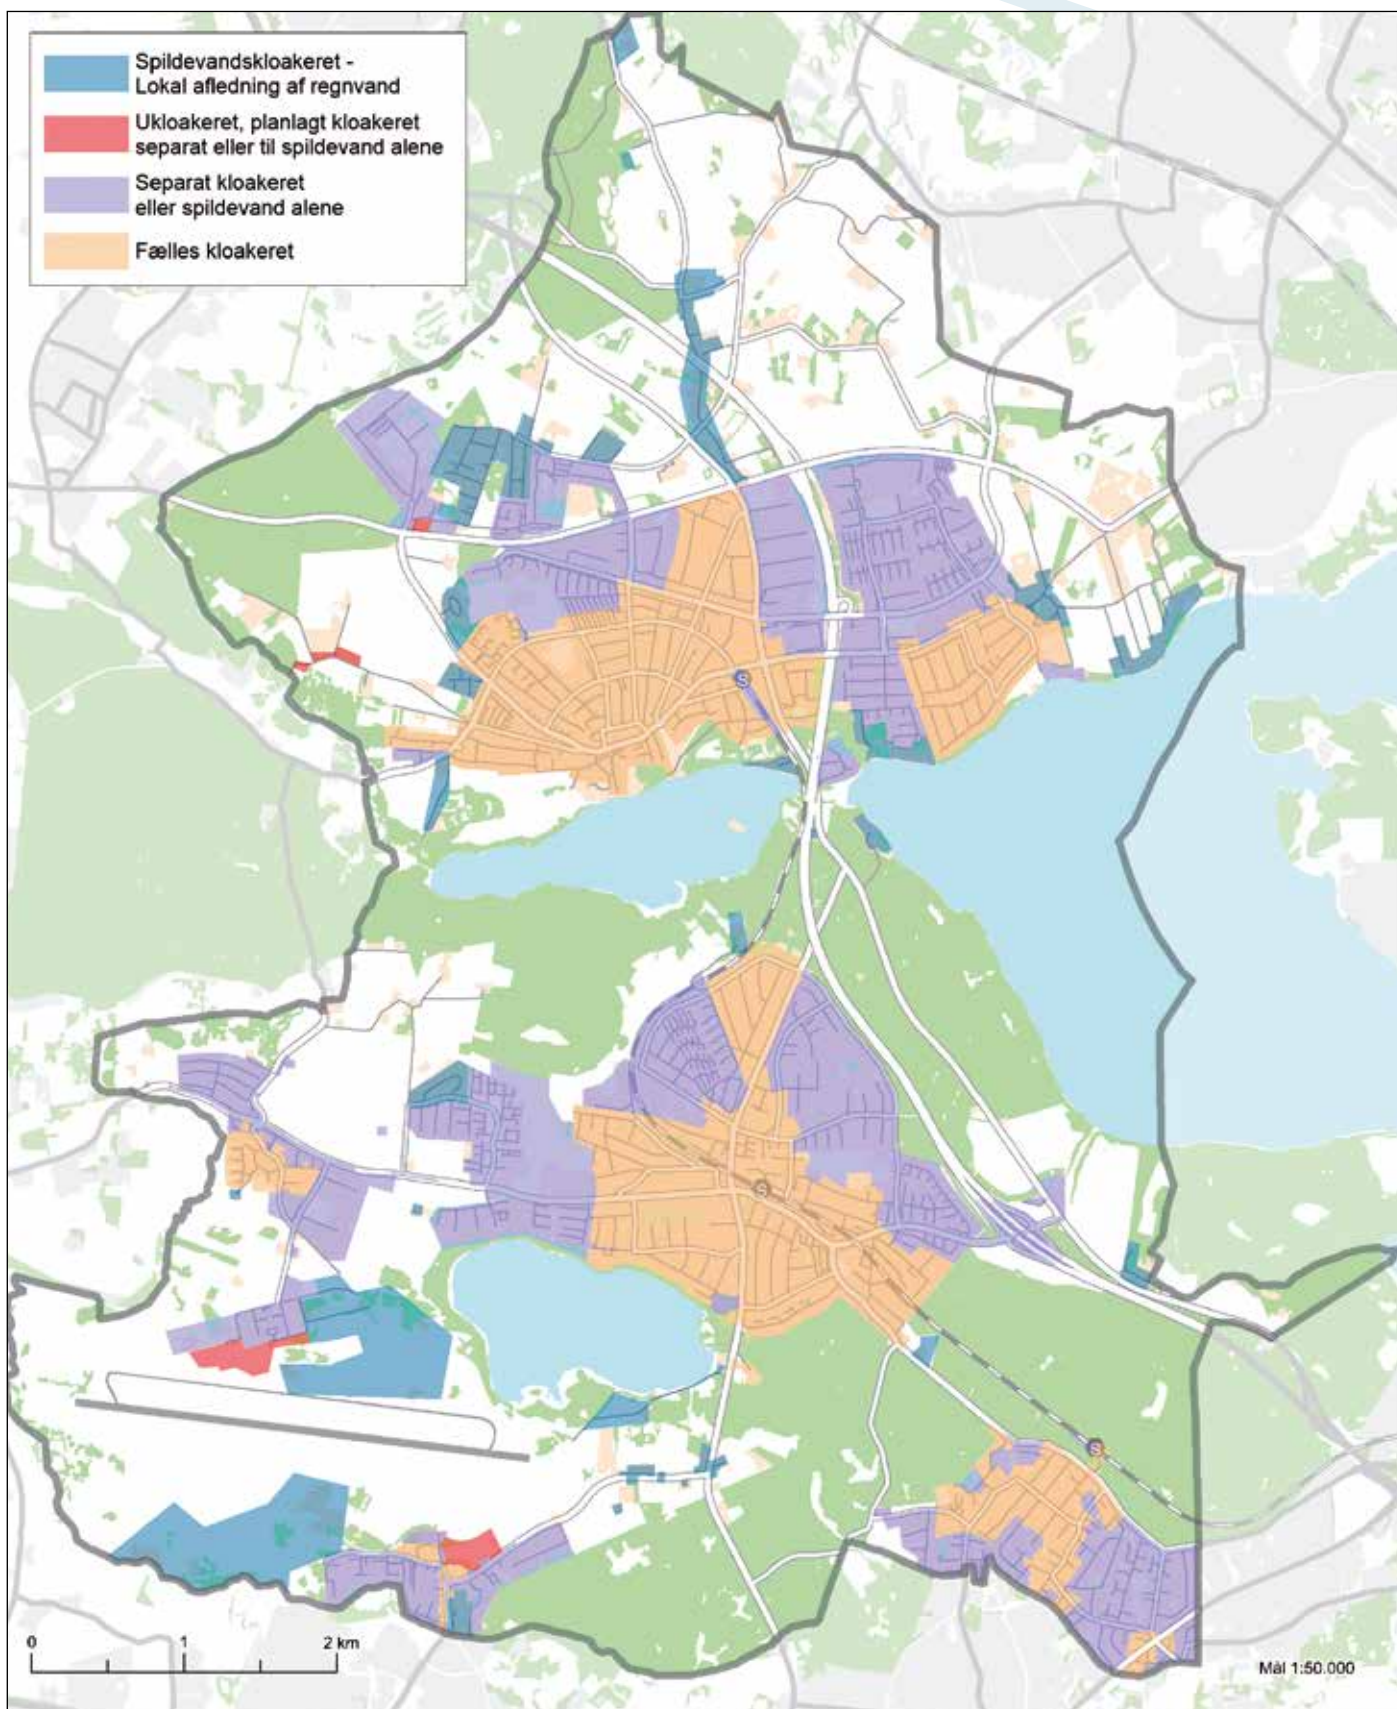 Spildevandskloakeret -
Lokal afledning af regnvand
Ukloakeret, planlagt kloakeret
separat eller til spildevand alene
Separat kloakeret
eller spildevand alene
Fælles kloakeret
S
S
S
0 1 2 km
Mål 1:50.000